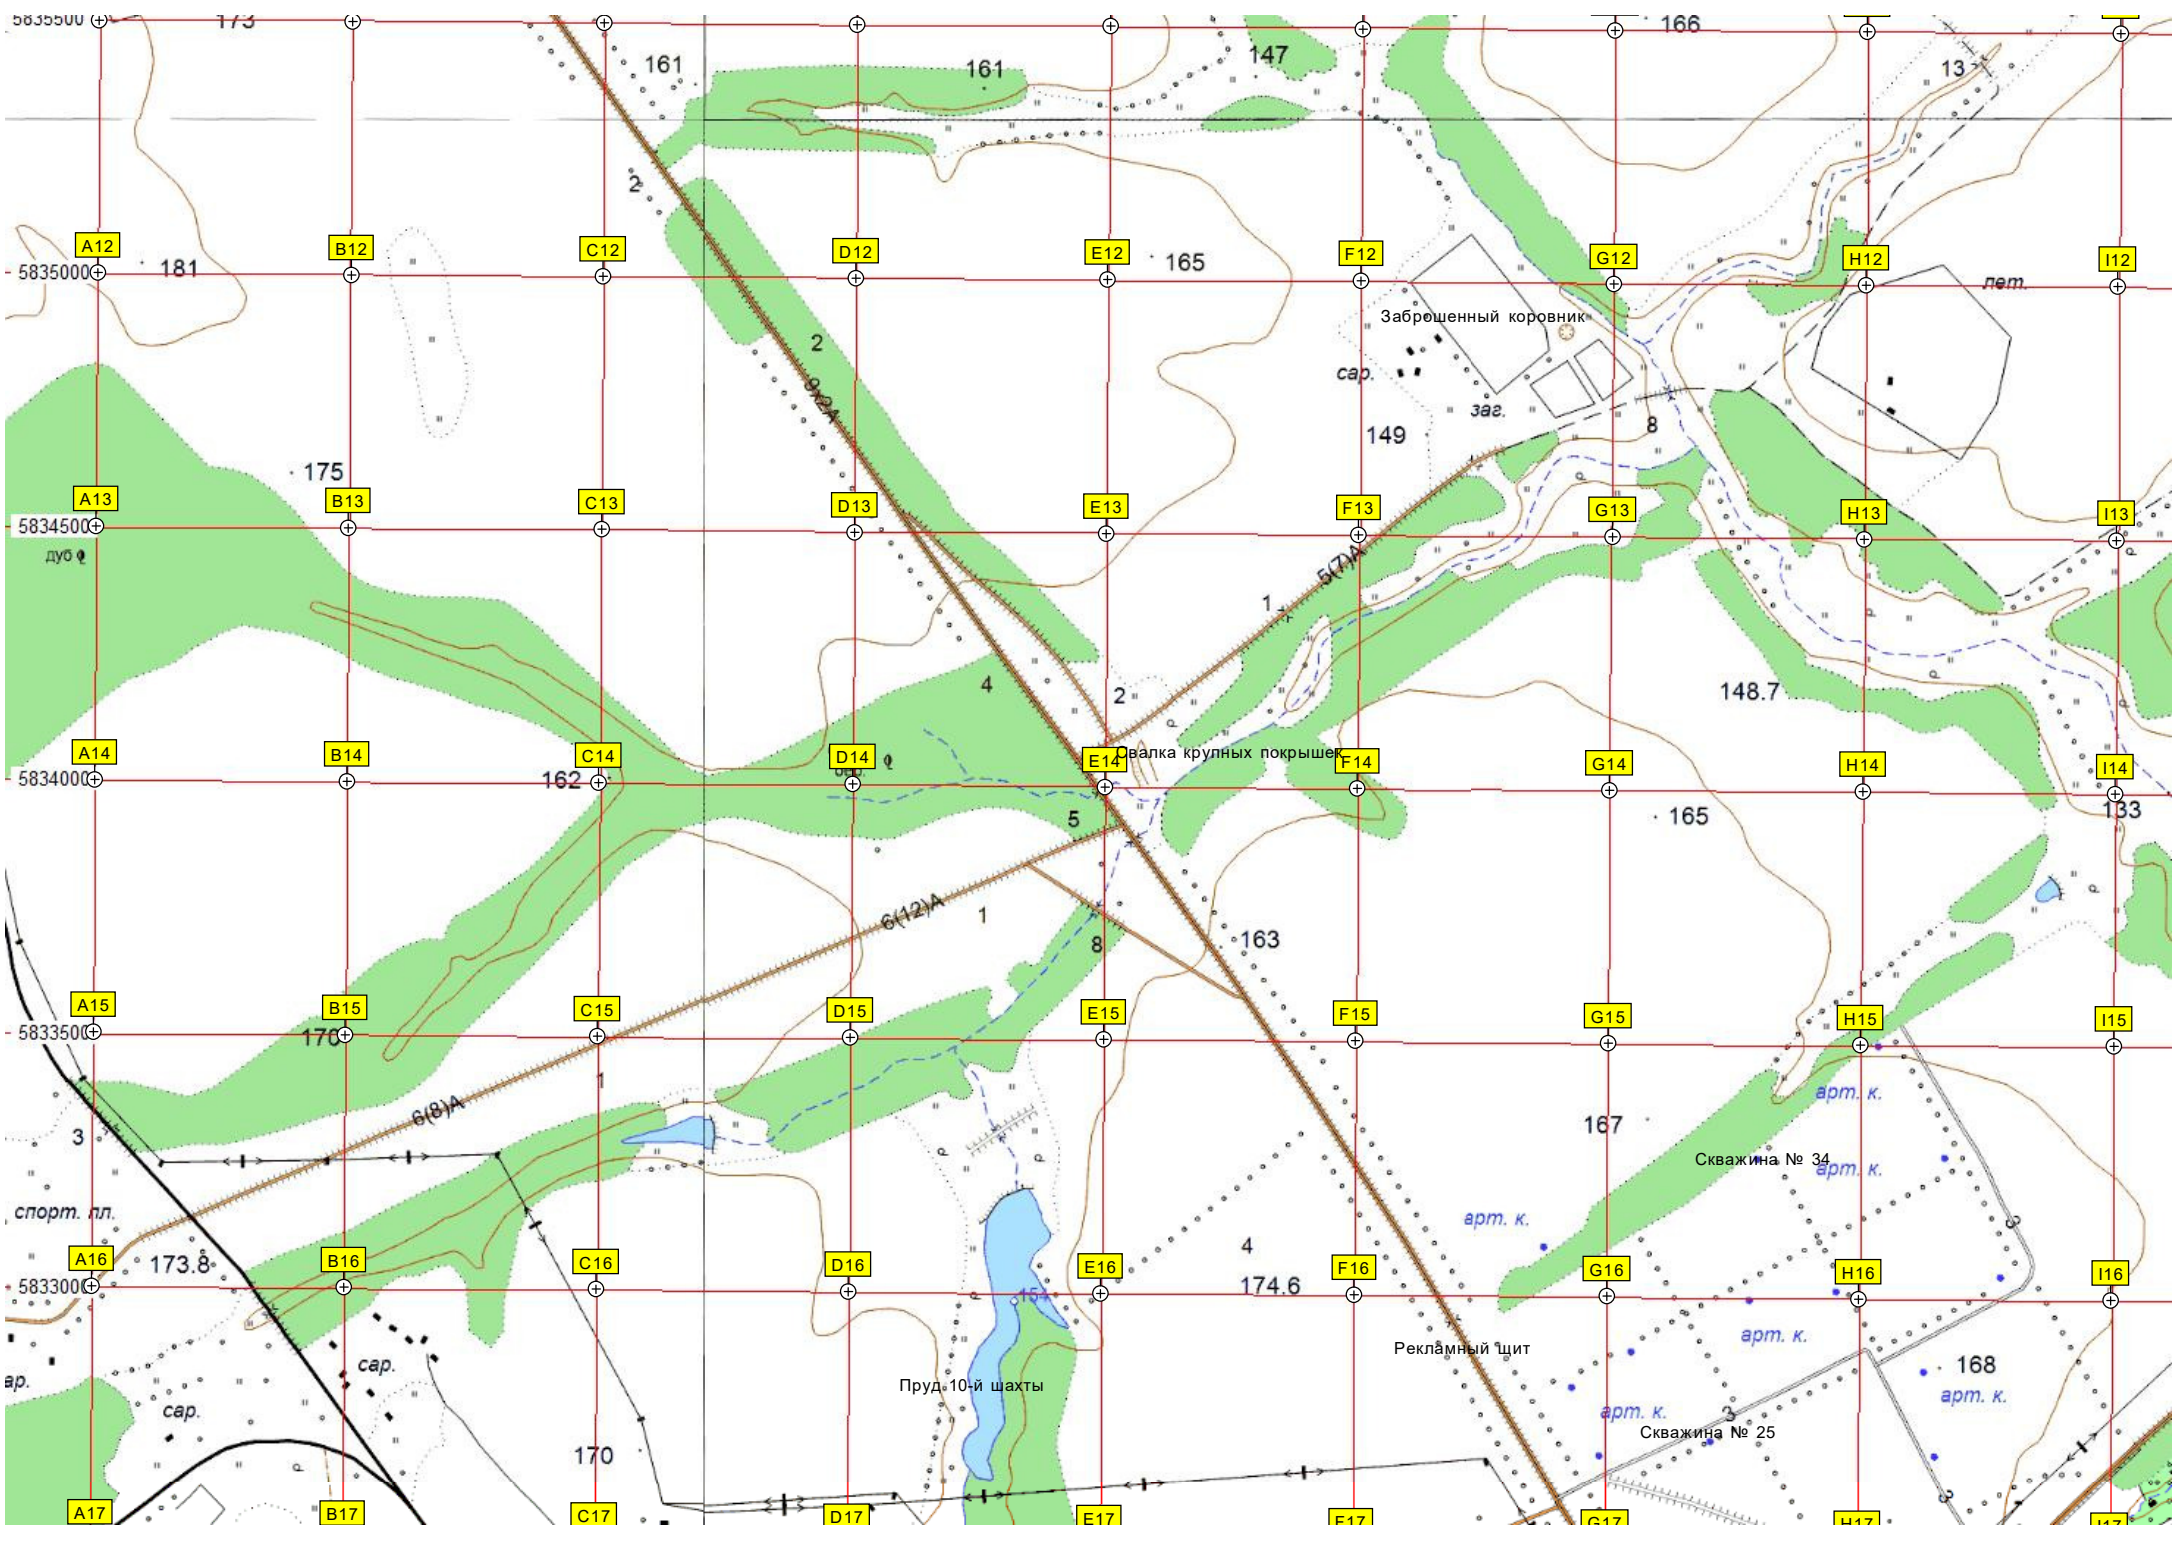 5835500
173
161
161
147
166
13
2
A12
B12
C12
D12
E12
F12
G12
H12
I12
5835000
181
165
лет.
Заброшенный коровник
2
сар.
заг.
149
8
175
A13
B13
C13
D13
E13
F13
G13
H13
I13
5834500
дуб
5(7)А
1
4
2
148.7
A14
B14
C14
D14
E14
F14
G14
H14
I14
Свалка крупных покрышек
5834000
162
165
133
5
6(12)А
1
8
163
A15
B15
C15
D15
E15
F15
G15
H15
I15
5833500
170
1
6(8)А
арт. к.
3
167
Скважина № 34
арт. к.
спорт. пл.
арт. к.
3
173.8
4
A16
B16
C16
D16
E16
F16
G16
H16
I16
5833000
174.6
154
арт. к.
Рекламный щит
сар.
168
ар.
Пруд 10-й шахты
арт. к.
сар.
арт. к.
3
Скважина № 25
170
3
A17
B17
C17
D17
E17
F17
G17
H17
I17